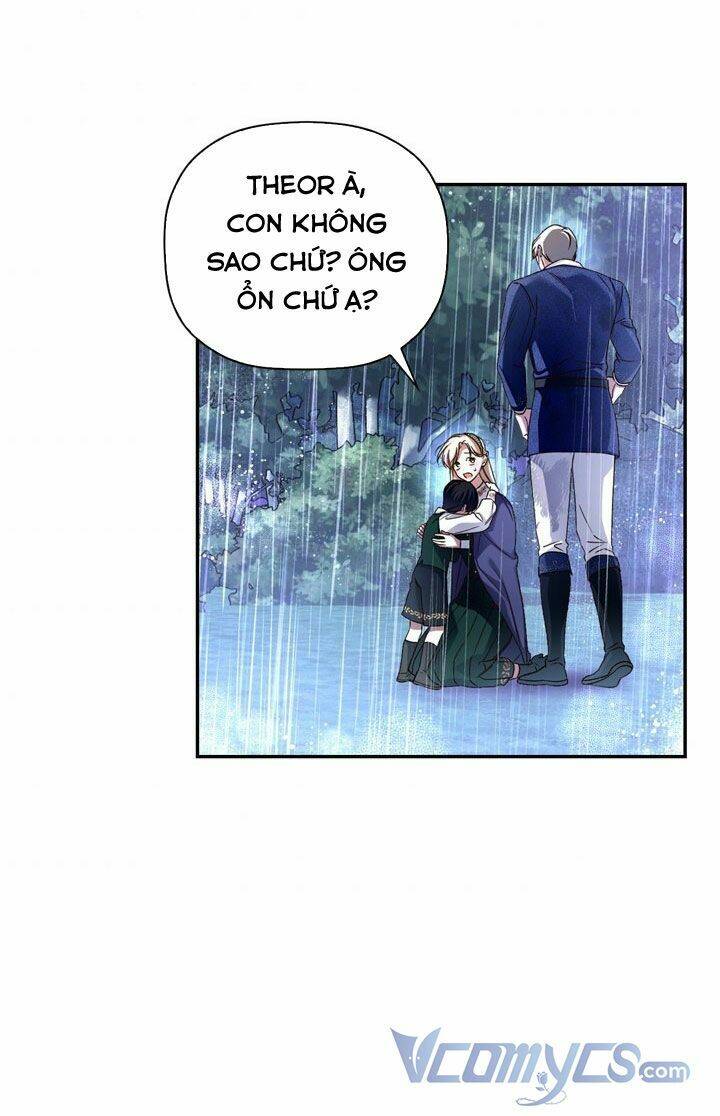 THEOR À,
CON KHÔNG
SAO CHỨ? ÔNG
ỔN CHỨ Ạ?
VCOMYCS.com